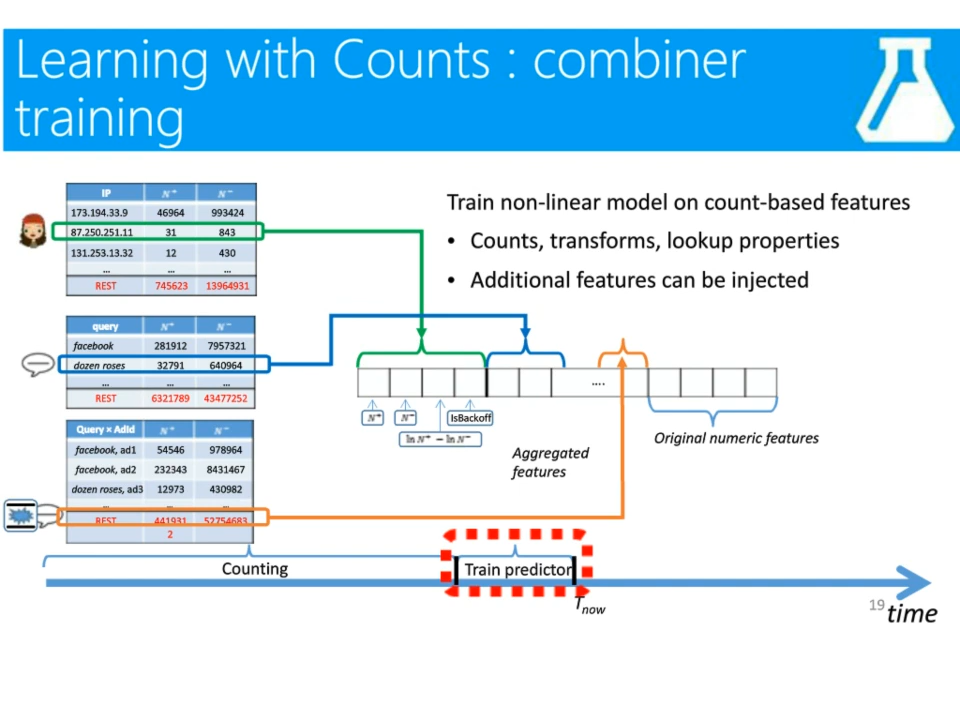 Learning with Counts : combiner
training
IP N⁺ N⁻
173.194.33.9 46964 993424
87.250.251.11 31 843
131.253.13.32 12 430
... ... ...
REST 745623 13964931
query N⁺ N⁻
facebook 281912 7957321
dozen roses 32791 640964
... ... ...
REST 6321789 43477252
Query × AdId N⁺ N⁻
facebook, ad1 54546 978964
facebook, ad2 232343 8431467
dozen roses, ad3 12973 430982
... ... ...
REST 441931 52754683
2
Train non-linear model on count-based features
• Counts, transforms, lookup properties
• Additional features can be injected
....
N⁺ N⁻ IsBackoff
ln N⁺ − ln N⁻
Aggregated
features
Original numeric features
Counting
Train predictor
Tnow
19
time